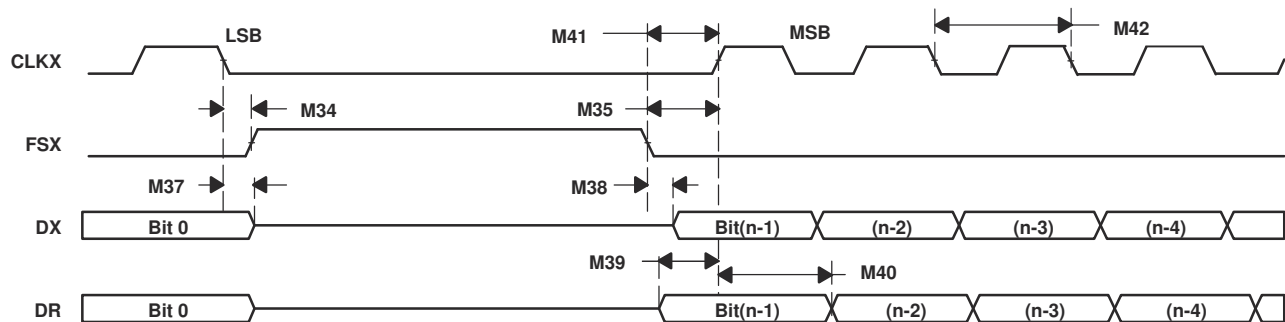 LSB M41 MSB M42
CLKX
M34 M35
FSX
M37 M38
DX Bit 0 Bit(n-1) (n-2) (n-3) (n-4)
M39 M40
DR Bit 0 Bit(n-1) (n-2) (n-3) (n-4)